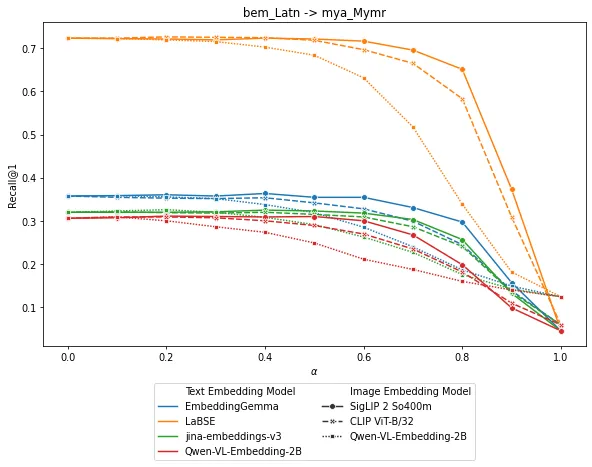 bem_Latn -> mya_Mymr
Recall@1
0.7
0.6
0.5
0.4
0.3
0.2
0.1
0.0 0.2 0.4 0.6 0.8 1.0
α
Text Embedding Model Image Embedding Model
EmbeddingGemma SigLIP 2 So400m
LaBSE CLIP ViT-B/32
jina-embeddings-v3 Qwen-VL-Embedding-2B
Qwen-VL-Embedding-2B